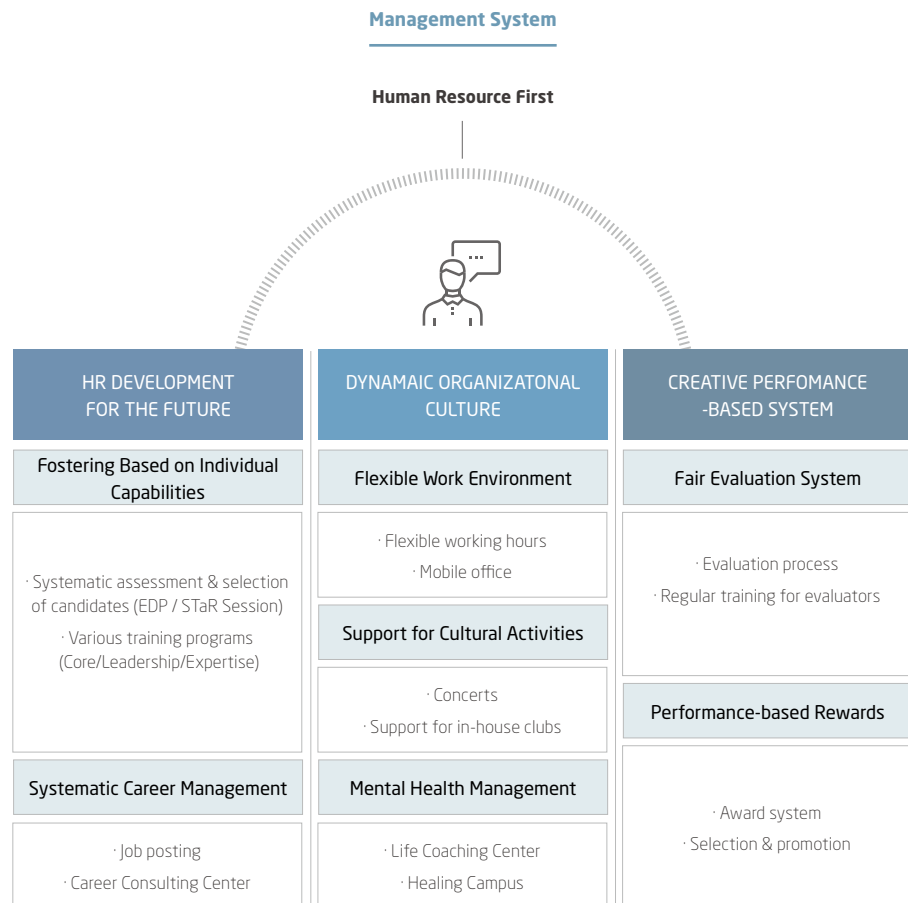 Management System
Human Resource First
HR DEVELOPMENT
FOR THE FUTURE
Fostering Based on Individual
Capabilities
· Systematic assessment & selection
of candidates (EDP / STaR Session)
· Various training programs
(Core/Leadership/Expertise)
Systematic Career Management
· Job posting
· Career Consulting Center
DYNAMAIC ORGANIZATONAL
CULTURE
Flexible Work Environment
· Flexible working hours
· Mobile office
Support for Cultural Activities
· Concerts
· Support for in-house clubs
Mental Health Management
· Life Coaching Center
· Healing Campus
CREATIVE PERFOMANCE
-BASED SYSTEM
Fair Evaluation System
· Evaluation process
· Regular training for evaluators
Performance-based Rewards
· Award system
· Selection & promotion